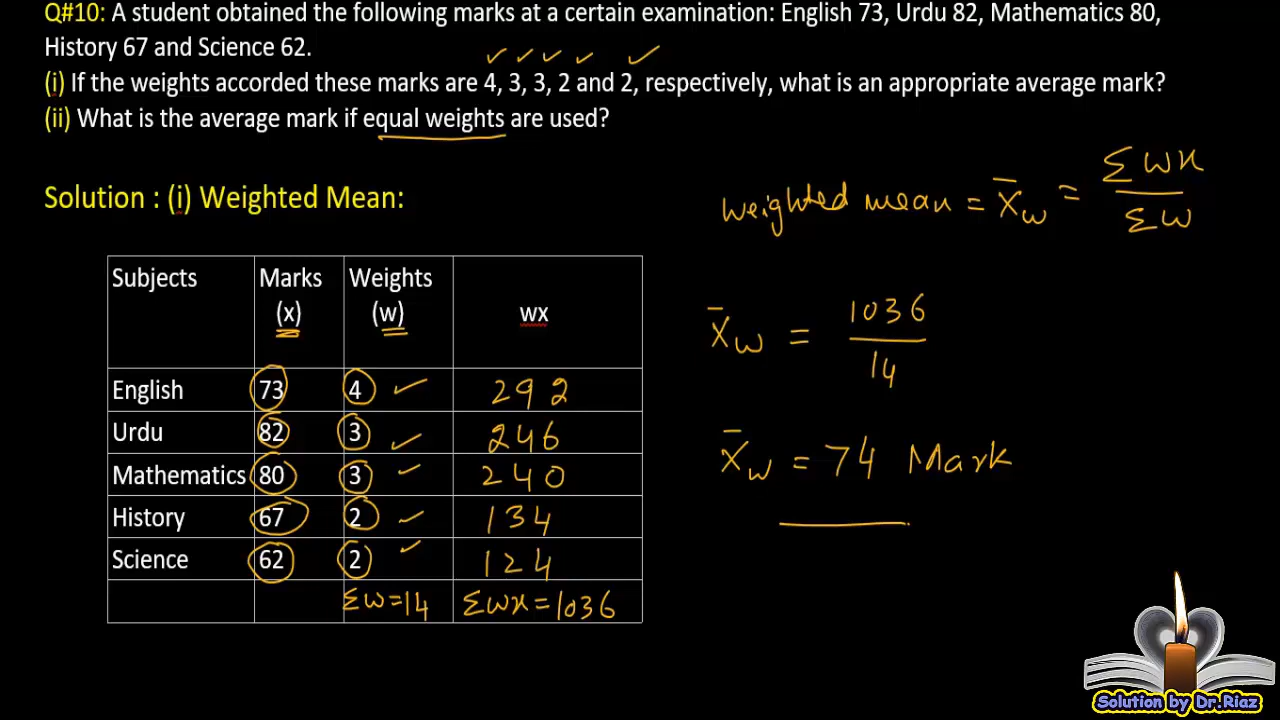 Q#10: A student obtained the following marks at a certain examination: English 73, Urdu 82, Mathematics 80,
History 67 and Science 62.
(i) If the weights accorded these marks are 4, 3, 3, 2 and 2, respectively, what is an appropriate average mark?
(ii) What is the average mark if equal weights are used?
Solution : (i) Weighted Mean:
weighted mean = X̄w = Σwx / Σw
Subjects Marks (x) Weights (w) wx
English 73 4 292
Urdu 82 3 246
Mathematics 80 3 240
History 67 2 134
Science 62 2 124
Σw=14 Σwx=1036
X̄w = 1036 / 14
X̄w = 74 Mark
Solution by Dr.Riaz